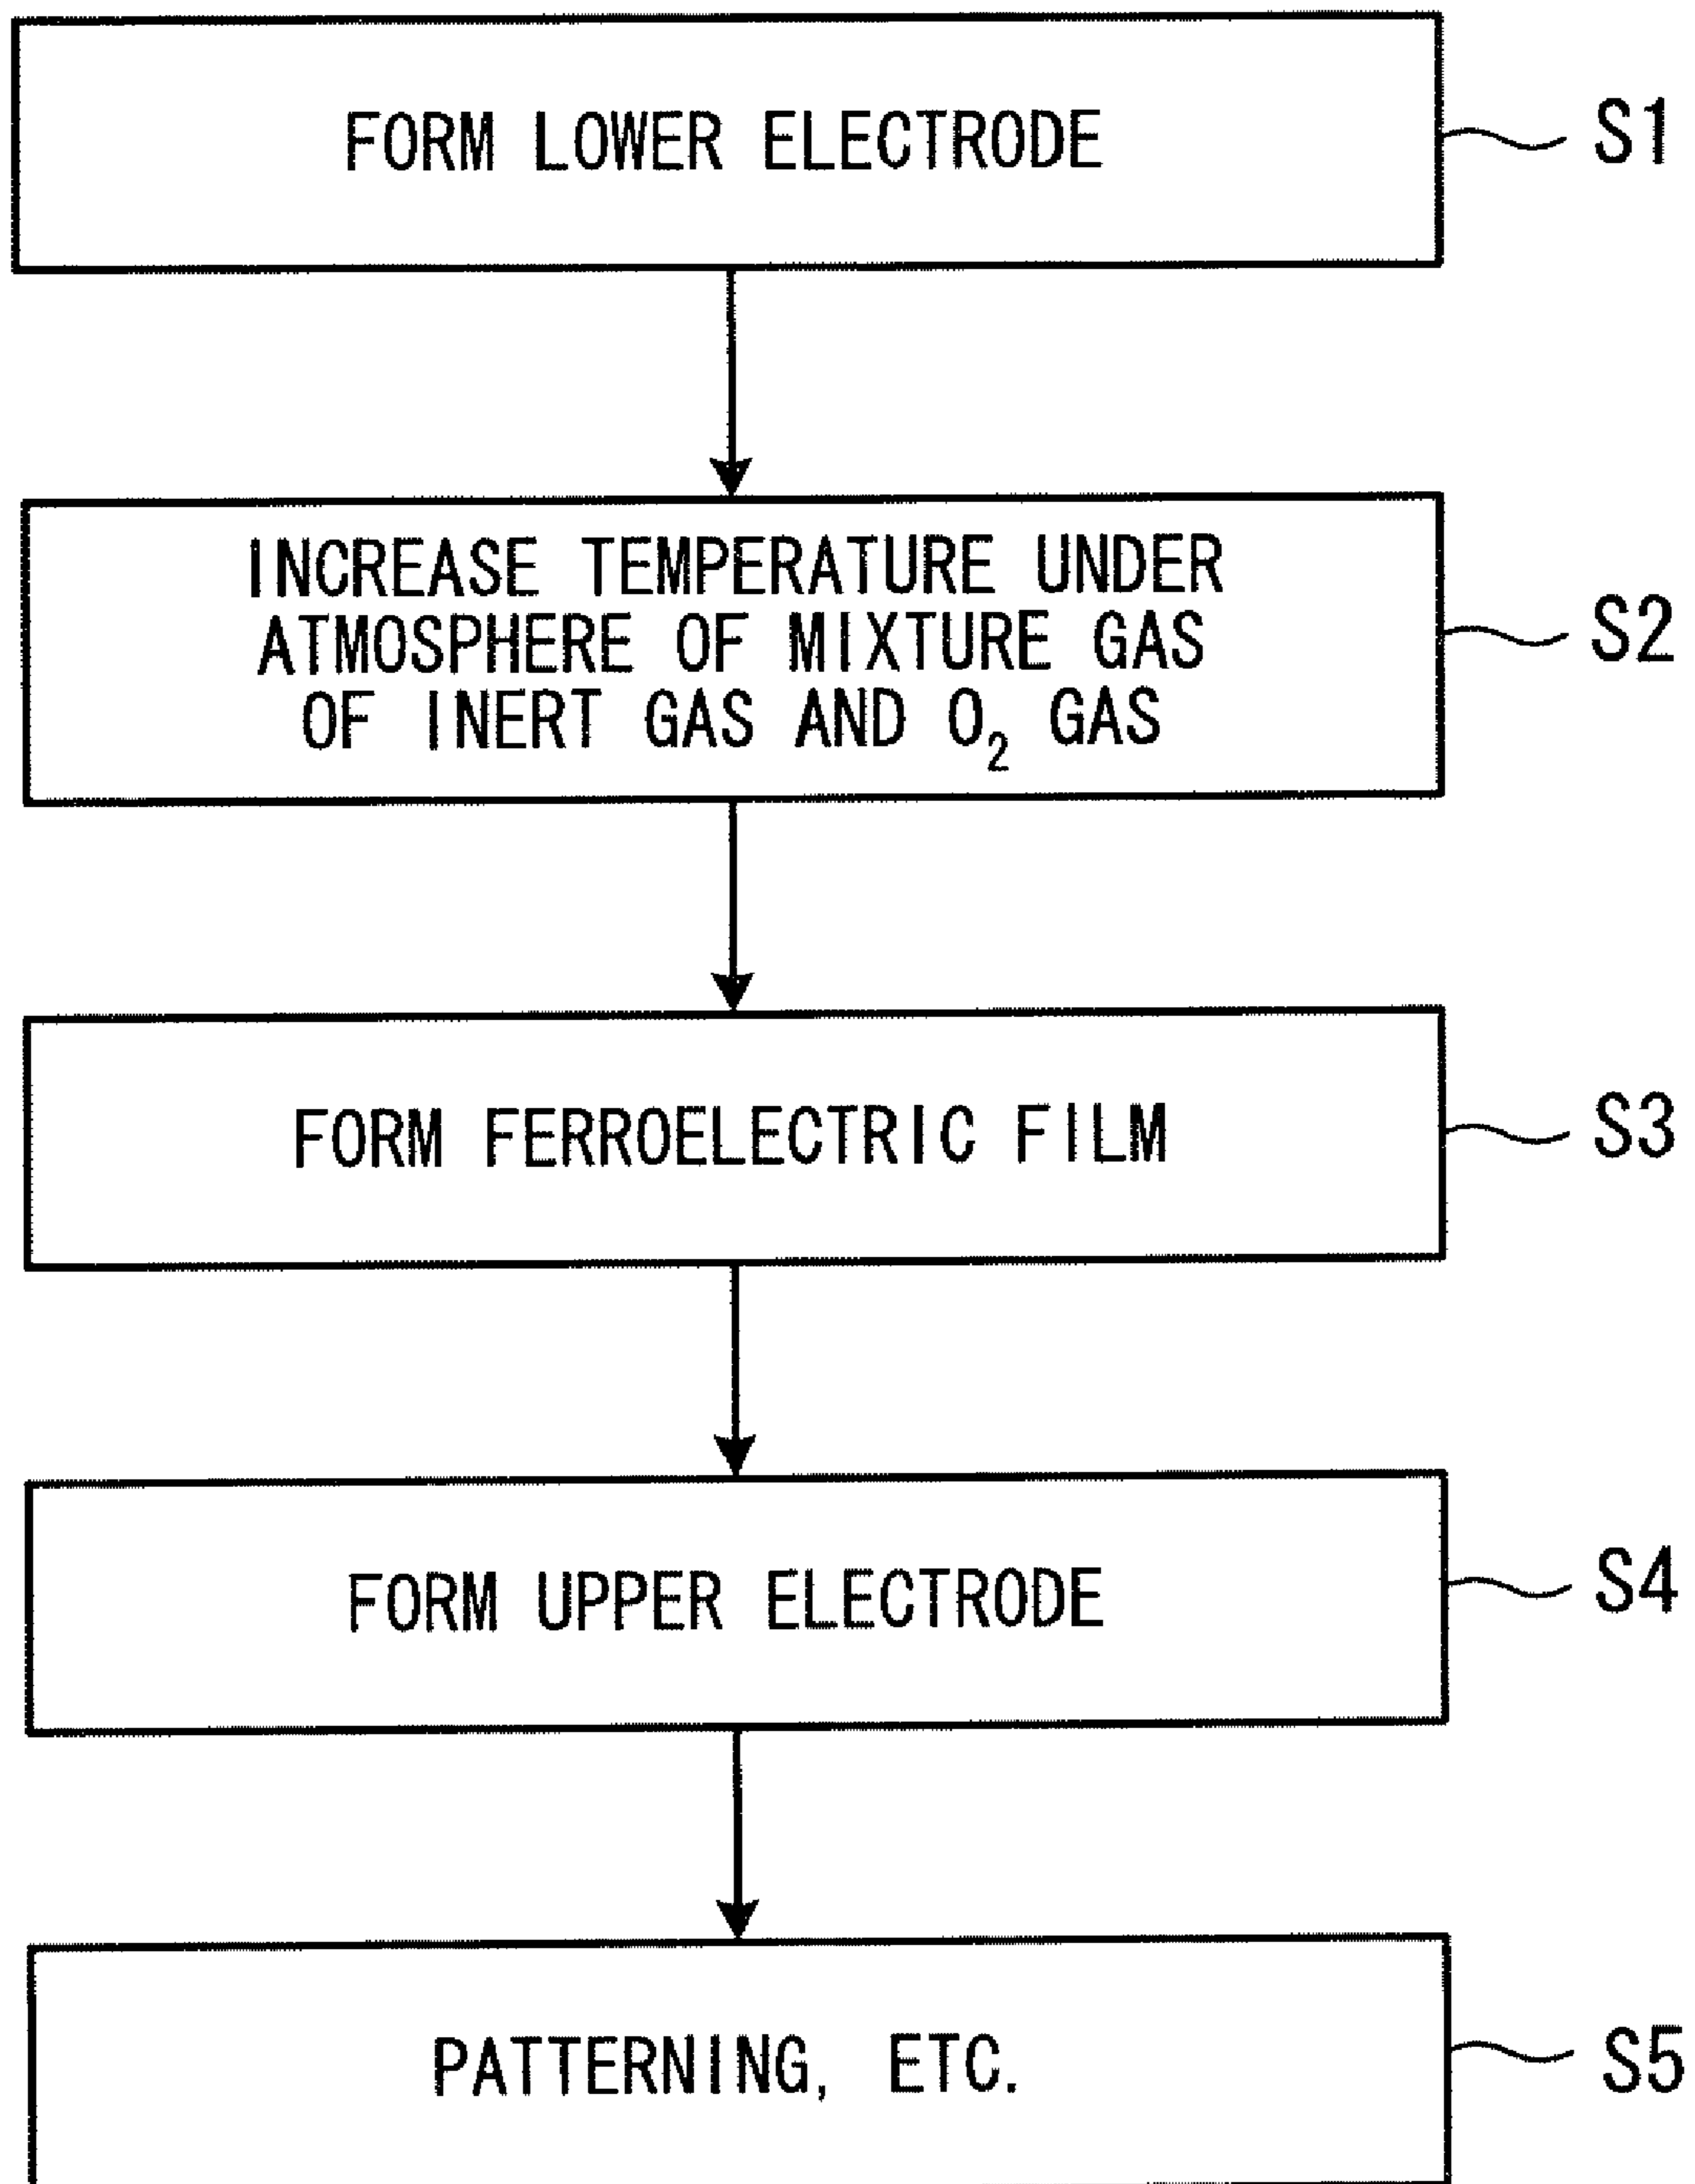 FORM LOWER ELECTRODE
S1
INCREASE TEMPERATURE UNDER
ATMOSPHERE OF MIXTURE GAS
OF INERT GAS AND O₂ GAS
S2
FORM FERROELECTRIC FILM
S3
FORM UPPER ELECTRODE
S4
PATTERNING, ETC.
S5